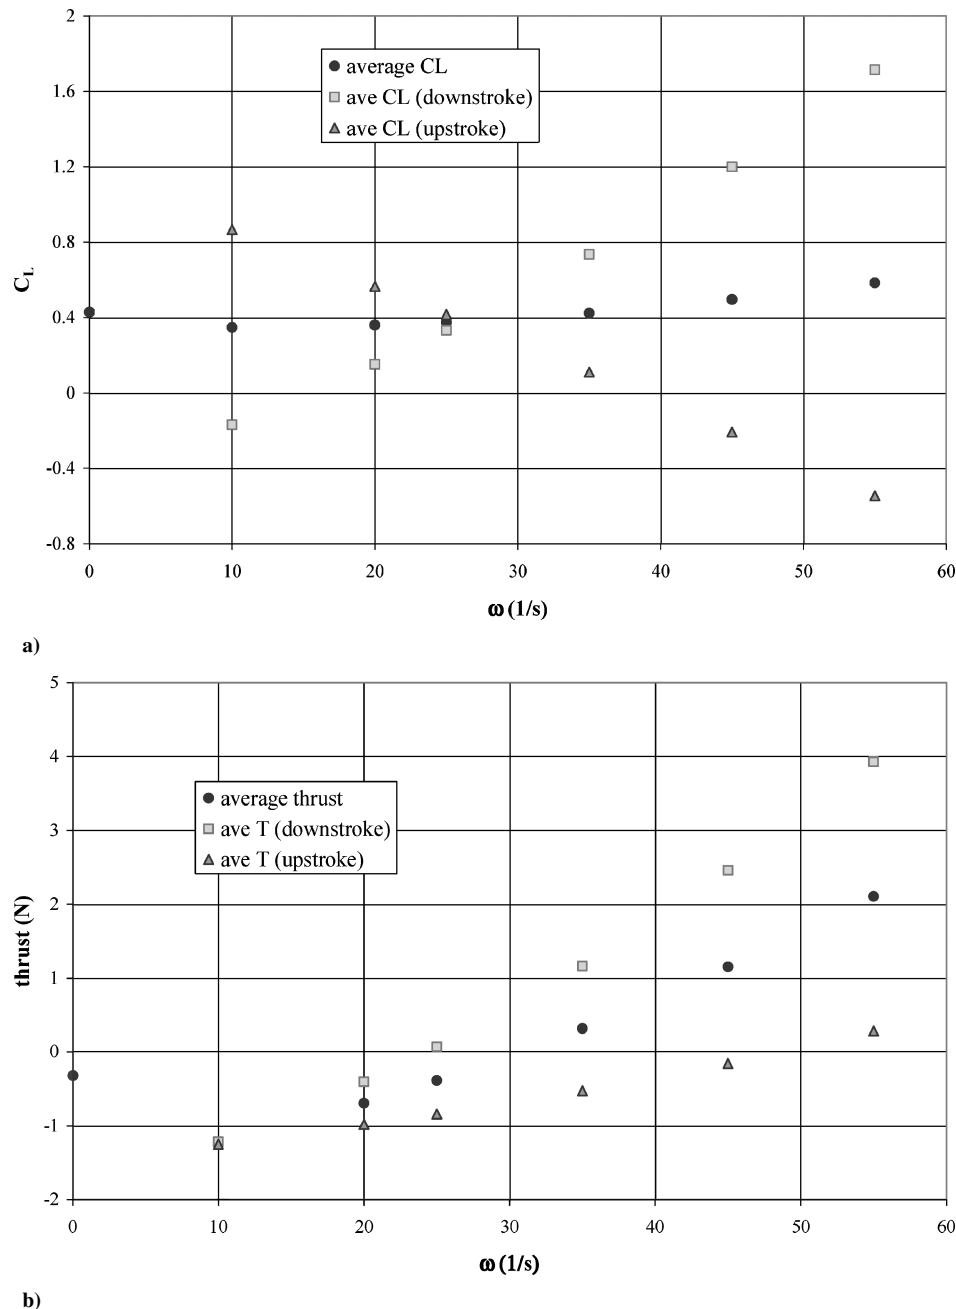 2
1.6
1.2
0.8
0.4
0
-0.4
-0.8
C_L
average CL
ave CL (downstroke)
ave CL (upstroke)
0 10 20 30 40 50 60
ω (1/s)
a)
5
4
3
2
1
0
-1
-2
thrust (N)
average thrust
ave T (downstroke)
ave T (upstroke)
0 10 20 30 40 50 60
ω (1/s)
b)